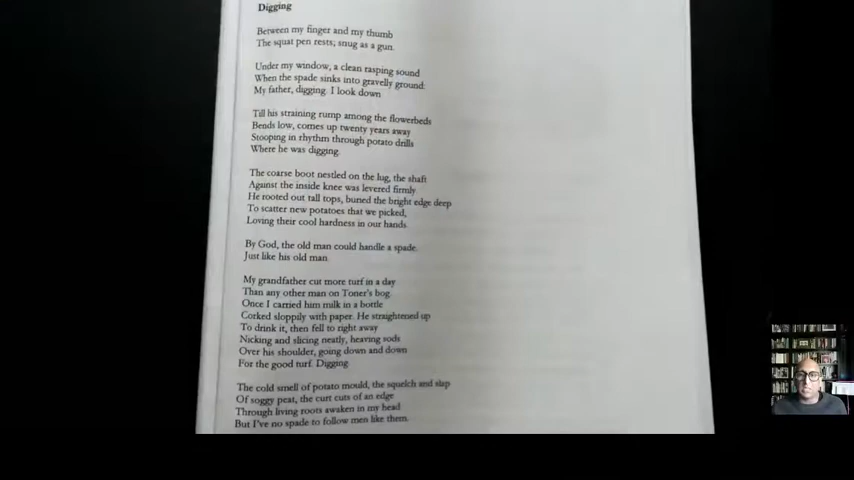 Digging
Between my finger and my thumb
The squat pen rests; snug as a gun.
Under my window, a clean rasping sound
When the spade sinks into gravelly ground:
My father, digging. I look down
Till his straining rump among the flowerbeds
Bends low, comes up twenty years away
Stooping in rhythm through potato drills
Where he was digging.
The coarse boot nestled on the lug, the shaft
Against the inside knee was levered firmly.
He rooted out tall tops, buried the bright edge deep
To scatter new potatoes that we picked,
Loving their cool hardness in our hands.
By God, the old man could handle a spade.
Just like his old man.
My grandfather cut more turf in a day
Than any other man on Toner's bog.
Once I carried him milk in a bottle
Corked sloppily with paper. He straightened up
To drink it, then fell to right away
Nicking and slicing neatly, heaving sods
Over his shoulder, going down and down
For the good turf. Digging
The cold smell of potato mould, the squelch and slap
Of soggy peat, the curt cuts of an edge
Through living roots awaken in my head
But I've no spade to follow men like them.